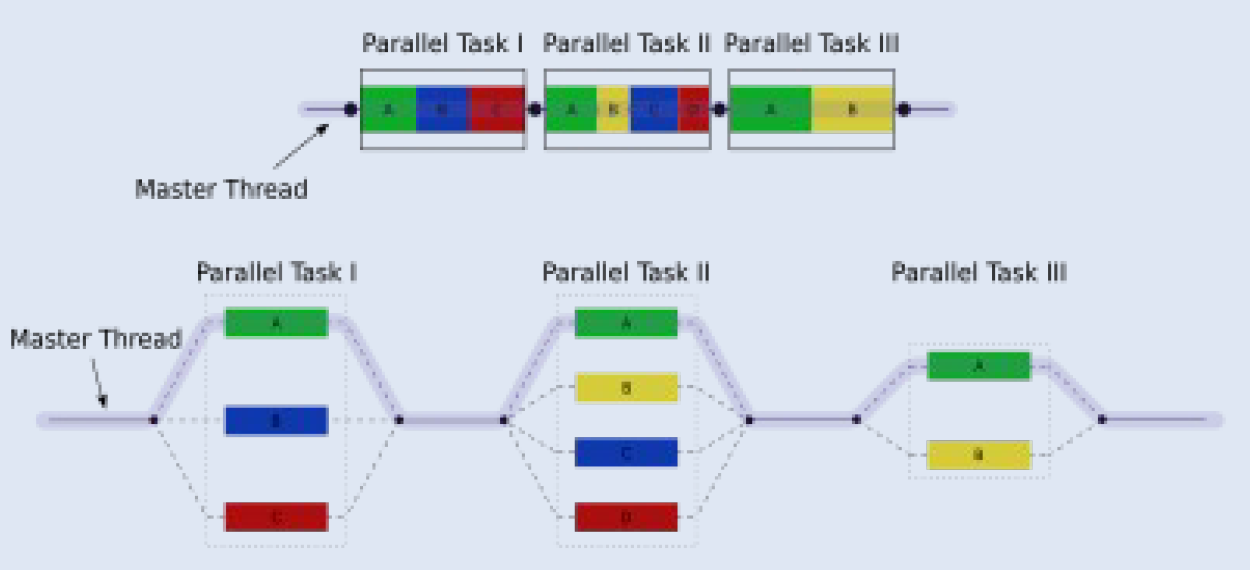 Parallel Task I Parallel Task II Parallel Task III
A B C A B C D A B
Master Thread
Parallel Task I Parallel Task II Parallel Task III
A A
Master Thread
A
B
B C
B
C D